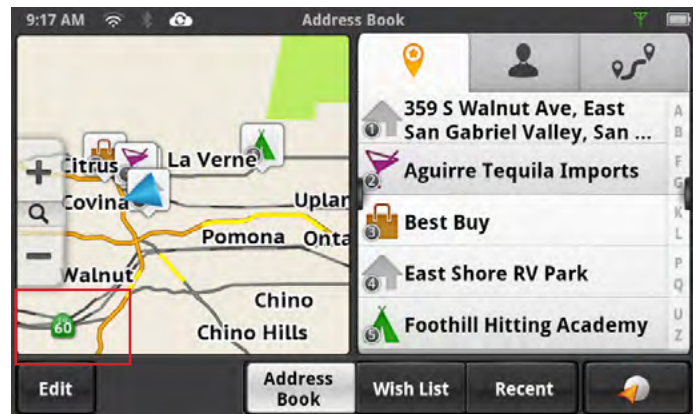 9:17 AM
Address Book
Citrus
La Verne
Covina
Upla
Pomona
Onta
Walnut
60
Chino
Chino Hills
359 S Walnut Ave, East
San Gabriel Valley, San ...
1
Aguirre Tequila Imports
2
Best Buy
3
East Shore RV Park
4
Foothill Hitting Academy
5
A
B
F
G
K
L
P
Q
U
Z
Edit
Address
Book
Wish List
Recent